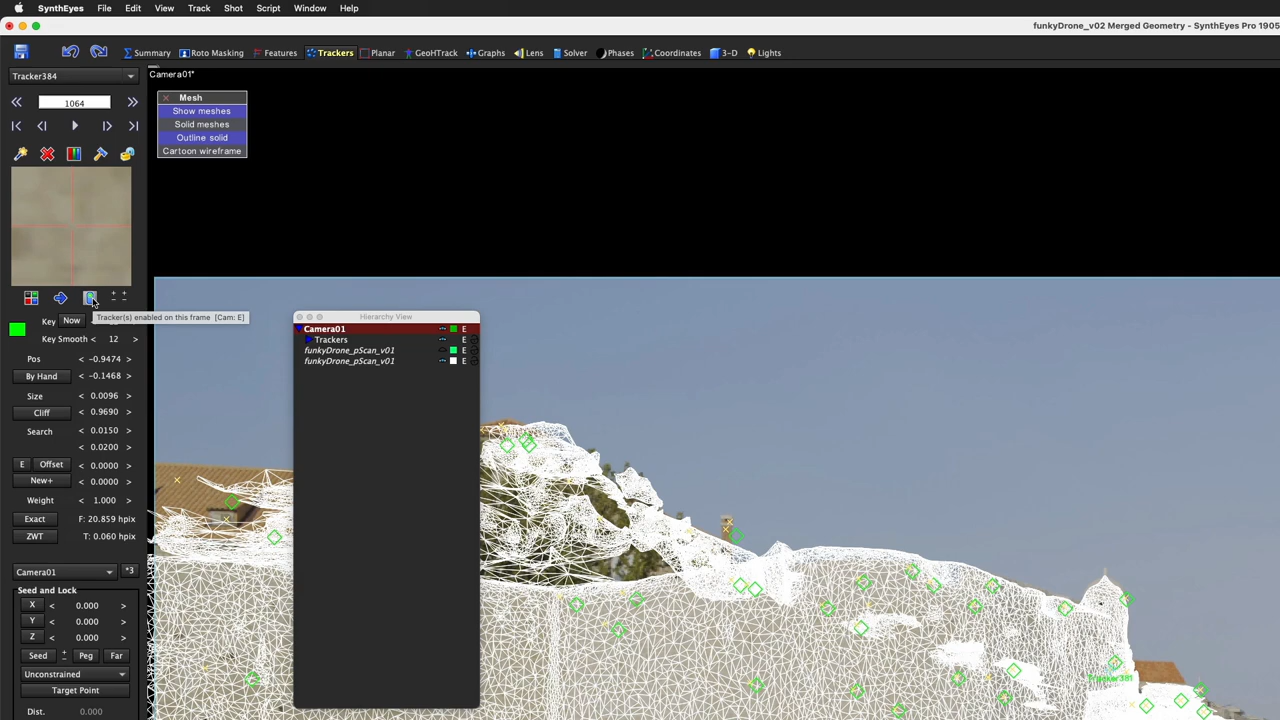 SynthEyes File Edit View Track Shot Script Window Help
funkyDrone_v02 Merged Geometry - SynthEyes Pro 1905
Summary Roto Masking Features Trackers Planar GeoHTrack Graphs Lens Solver Phases Coordinates 3-D Lights
Tracker384
Camera01*
1064
Mesh
Show meshes
Solid meshes
Outline solid
Cartoon wireframe
Tracker(s) enabled on this frame [Cam: E]
Key Now
Key Smooth < 12 >
Pos < -0.9474 >
By Hand < -0.1468 >
Size < 0.0096 >
Cliff < 0.9690 >
Search < 0.0150 >
< 0.0200 >
E Offset < 0.0000 >
New+ < 0.0000 >
Weight < 1.000 >
Exact F: 20.859 hpix
ZWT T: 0.060 hpix
Camera01 *3
Seed and Lock
X < 0.000 >
Y < 0.000 >
Z < 0.000 >
Seed Peg Far
Unconstrained
Target Point
Dist. 0.000
Hierarchy View
Camera01 E
Trackers E
funkyDrone_pScan_v01 E
funkyDrone_pScan_v01 E
Tracker381